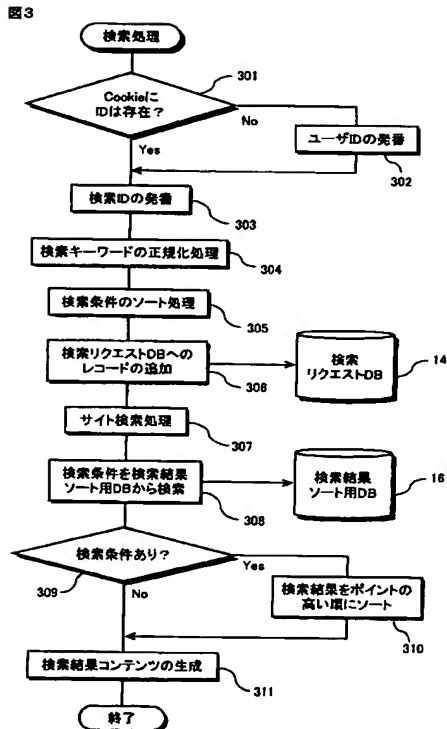 図3
検索処理
301
Cookieに
IDは存在？
No
Yes
ユーザIDの発番
302
検索IDの発番
303
検索キーワードの正規化処理
304
検索条件のソート処理
305
検索リクエストDBへの
レコードの追加
306
検索
リクエストDB
14
サイト検索処理
307
検索条件を検索結果
ソート用DBから検索
308
検索結果
ソート用DB
16
検索条件あり？
309
Yes
No
検索結果をポイントの
高い順にソート
310
検索結果コンテンツの生成
311
終了